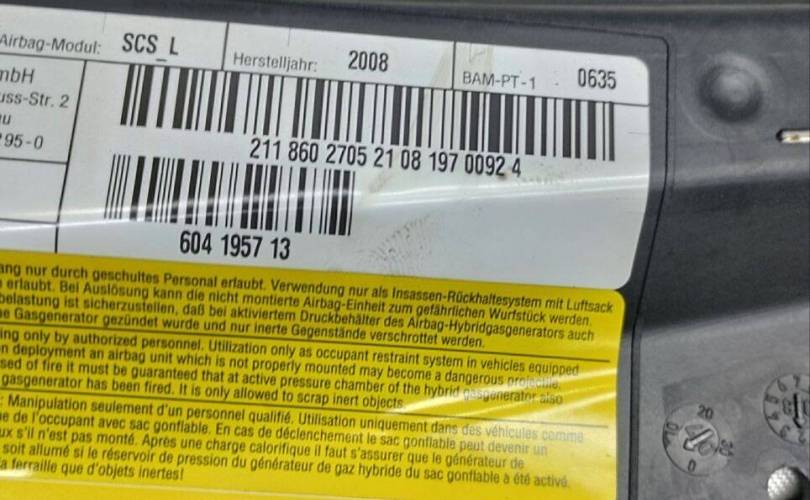 Airbag-Modul: SCS_L
Herstelljahr: 2008
BAM-PT-1 0635
mbH
uss-Str. 2
95-0
211 860 2705 21 08 197 0092 4
604 1957 13
ang nur durch geschultes Personal erlaubt. Verwendung nur als Insassen-Rückhaltesystem mit Luftsack
erlaubt. Bei Auslösung kann die nicht montierte Airbag-Einheit zum gefährlichen Wurfstück werden.
belastung ist sicherzustellen, daß bei aktiviertem Druckbehälter des Airbag-Hybridgasgenerators auch
e Gasgenerator gezündet wurde und nur inerte Gegenstände verschrottet werden.
ing only by authorized personnel. Utilization only as occupant restraint system in vehicles equipped
n deployment an airbag unit which is not properly mounted may become a dangerous projectile.
sed of fire it must be guaranteed that at active pressure chamber of the hybrid gasgenerator also
gasgenerator has been fired. It is only allowed to scrap inert objects
: Manipulation seulement d'un personnel qualifié. Utilisation uniquement dans des véhicules comme
e de l'occupant avec sac gonflable. En cas de déclenchement le sac gonflable peut devenir un
ux s'il n'est pas monté. Après une charge calorifique il faut s'assurer que le générateur de
soit allumé si le réservoir de pression du générateur de gaz hybride du sac gonflable à été activé.
a ferraille que d'objets inertes!
20
10 30
0